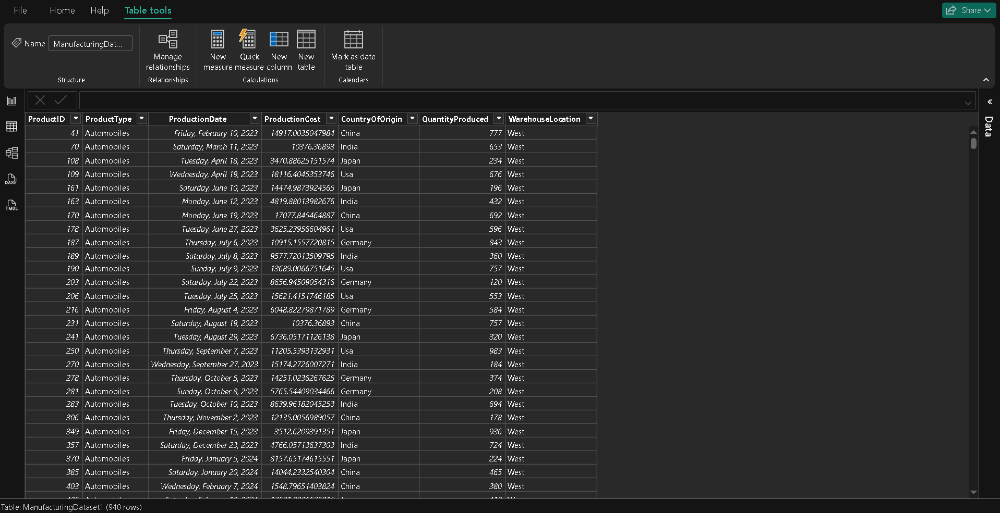 File Home Help Table tools Share
Name ManufacturingDat...
Manage relationships
New measure
Quick measure
New column
New table
Mark as date table
Structure Relationships Calculations Calendars
DAX
TMDL
Data
ProductID ProductType ProductionDate ProductionCost CountryOfOrigin QuantityProduced WarehouseLocation
41 Automobiles Friday, February 10, 2023 14917.0035047984 China 777 West
70 Automobiles Saturday, March 11, 2023 10376.36893 India 653 West
108 Automobiles Tuesday, April 18, 2023 3470.88625151574 Japan 234 West
109 Automobiles Wednesday, April 19, 2023 18116.4045353746 Usa 676 West
161 Automobiles Saturday, June 10, 2023 14474.9873924565 Japan 196 West
163 Automobiles Monday, June 12, 2023 4819.88013982676 India 432 West
170 Automobiles Monday, June 19, 2023 17077.845464887 China 692 West
178 Automobiles Tuesday, June 27, 2023 3625.23956604961 Usa 596 West
187 Automobiles Thursday, July 6, 2023 10915.1557720815 Germany 843 West
189 Automobiles Saturday, July 8, 2023 9577.72013509795 India 360 West
190 Automobiles Sunday, July 9, 2023 13689.0066751645 Usa 757 West
203 Automobiles Saturday, July 22, 2023 8656.94509054316 Germany 120 West
206 Automobiles Tuesday, July 25, 2023 15621.4151746185 Usa 553 West
216 Automobiles Friday, August 4, 2023 6048.82279871789 Germany 584 West
231 Automobiles Saturday, August 19, 2023 10376.36893 China 757 West
241 Automobiles Tuesday, August 29, 2023 6736.05171126138 Japan 320 West
250 Automobiles Thursday, September 7, 2023 11205.5393132931 Usa 983 West
270 Automobiles Wednesday, September 27, 2023 15174.2726007271 India 184 West
278 Automobiles Thursday, October 5, 2023 14251.0236267625 Germany 374 West
281 Automobiles Sunday, October 8, 2023 5765.54409034466 Germany 208 West
283 Automobiles Tuesday, October 10, 2023 8639.96182045253 India 694 West
306 Automobiles Thursday, November 2, 2023 12135.0056989057 China 178 West
349 Automobiles Friday, December 15, 2023 3512.6209391351 Japan 936 West
357 Automobiles Saturday, December 23, 2023 4766.05713637303 India 724 West
370 Automobiles Friday, January 5, 2024 8157.65174615551 Japan 224 West
385 Automobiles Saturday, January 20, 2024 14044.2332540304 China 465 West
403 Automobiles Wednesday, February 7, 2024 1548.79651403824 China 380 West
Table: ManufacturingDataset1 (940 rows)